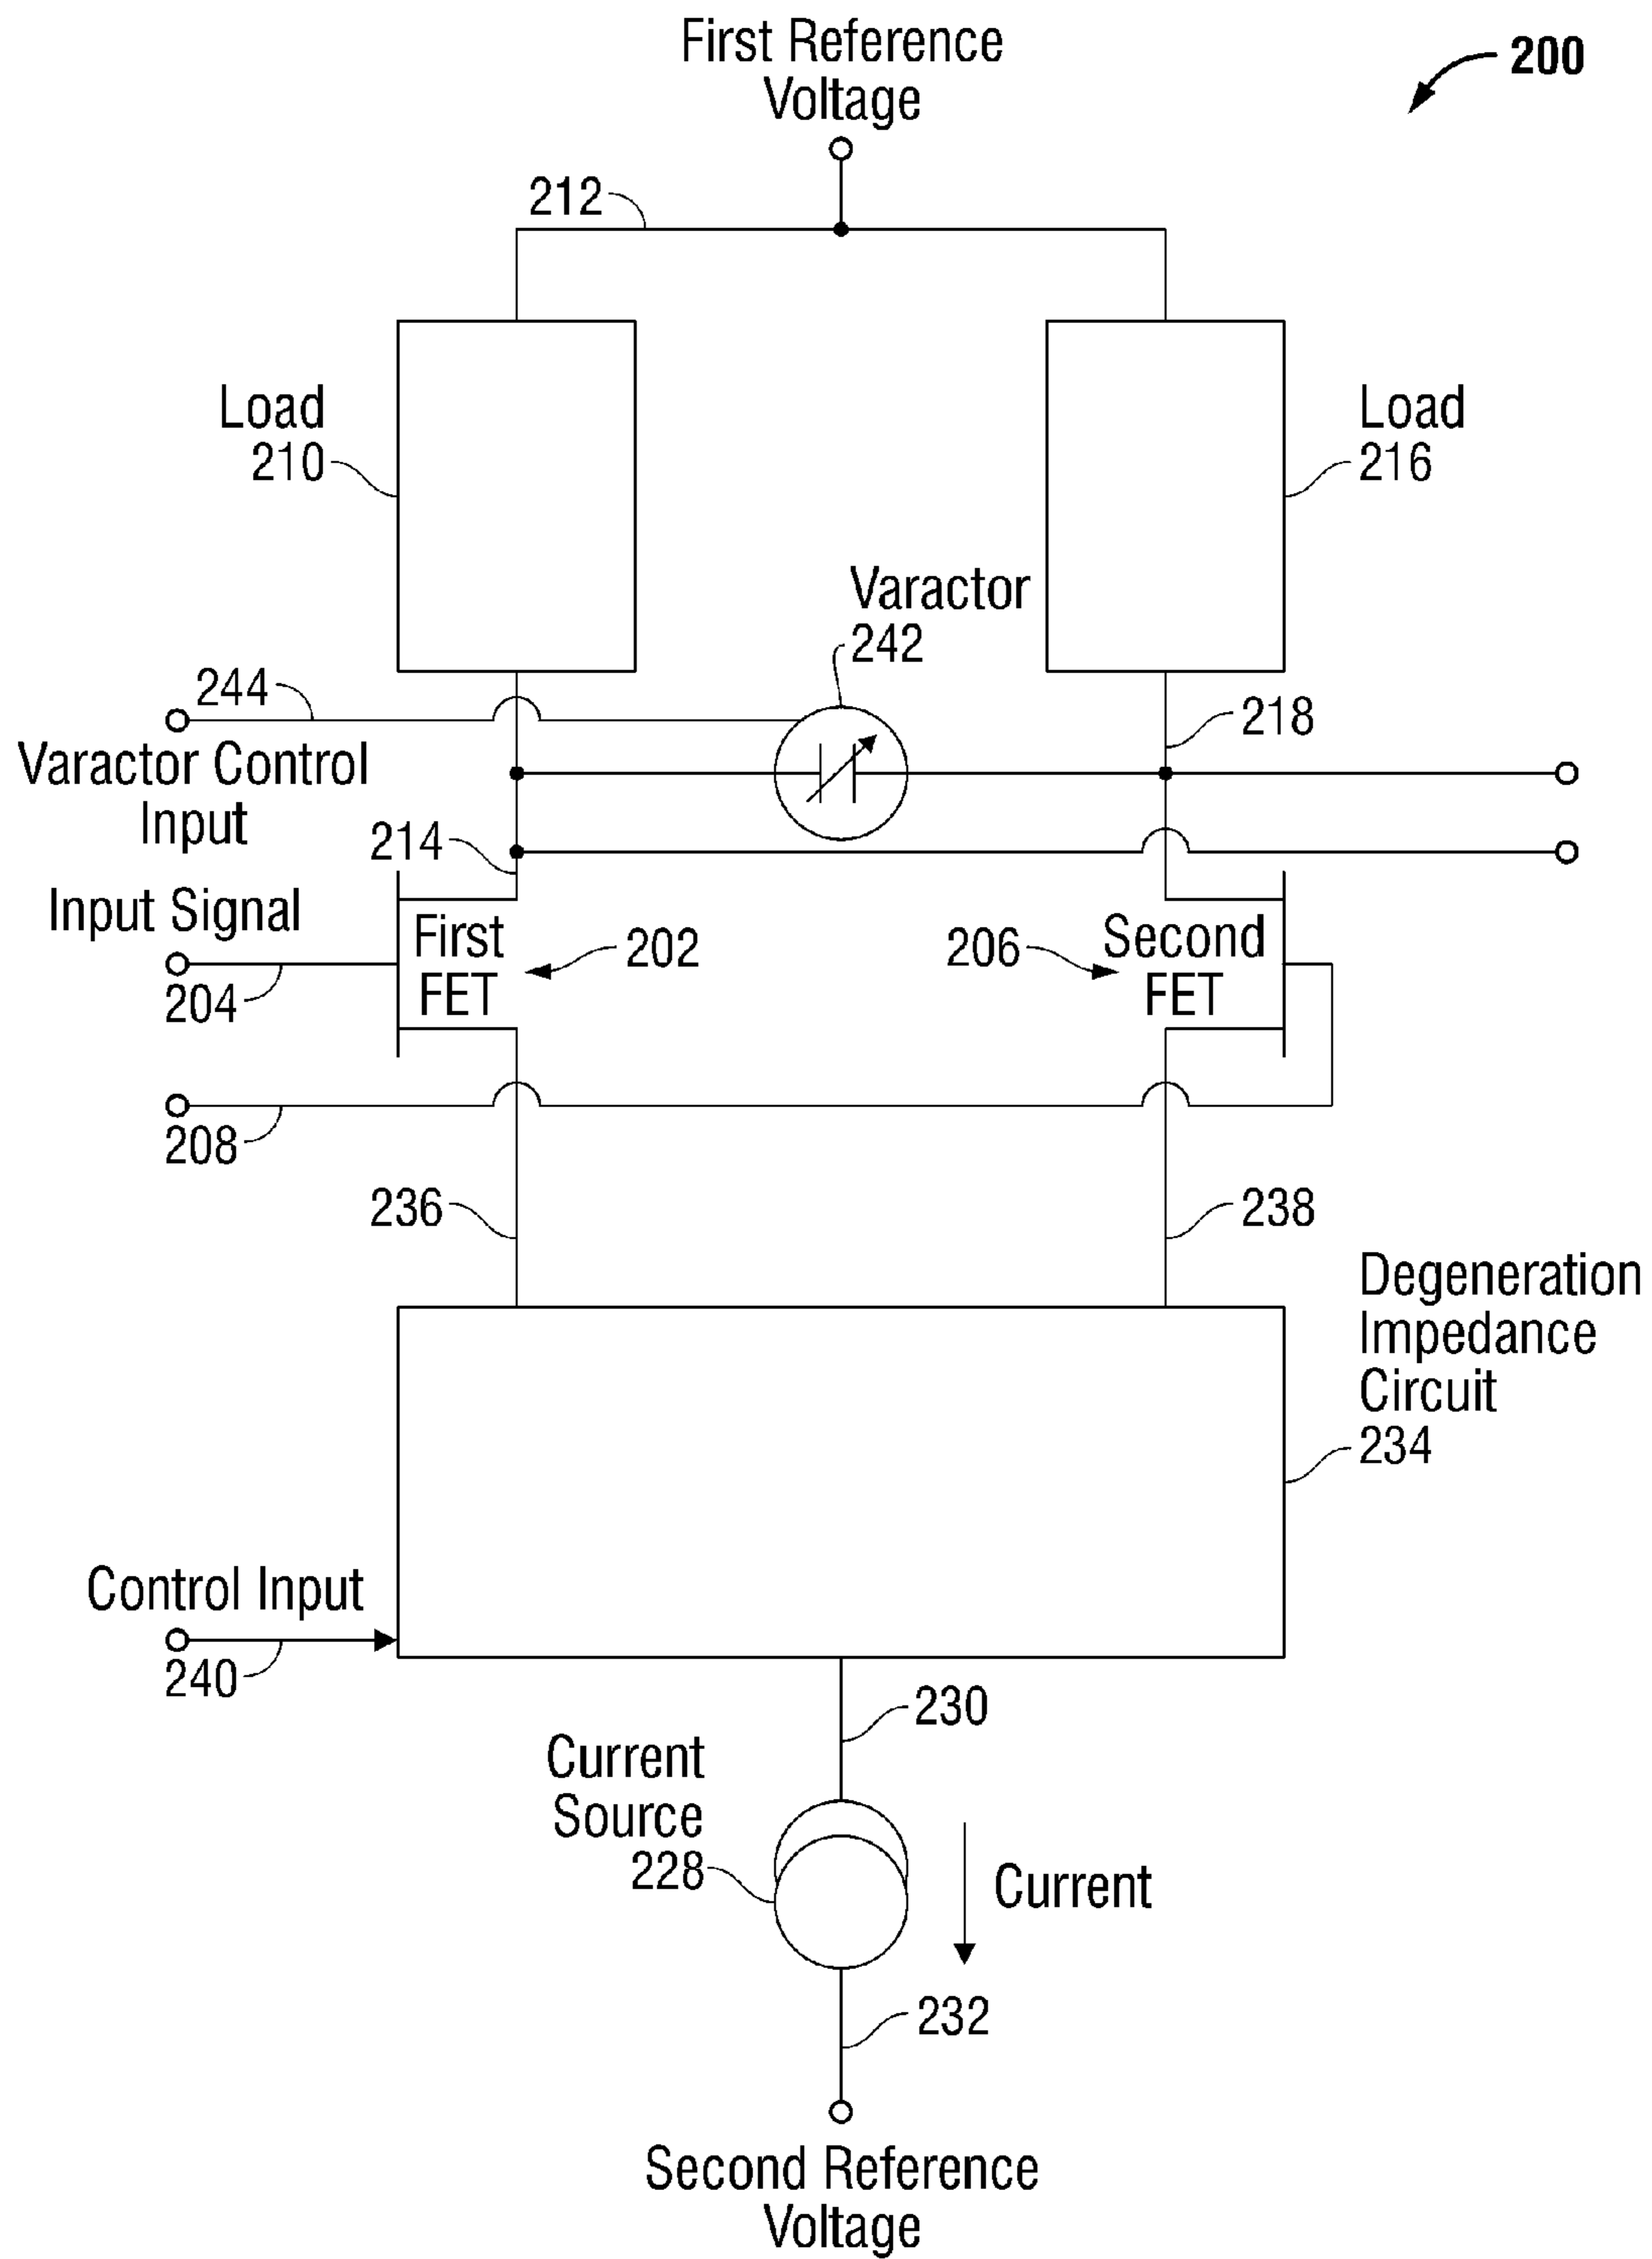 First Reference
Voltage
200
212
Load
210
Load
216
Varactor
242
244
218
Varactor Control
Input
214
Input Signal
First
FET
202
206
Second
FET
204
208
236
238
Degeneration
Impedance
Circuit
234
Control Input
240
230
Current
Source
228
Current
232
Second Reference
Voltage